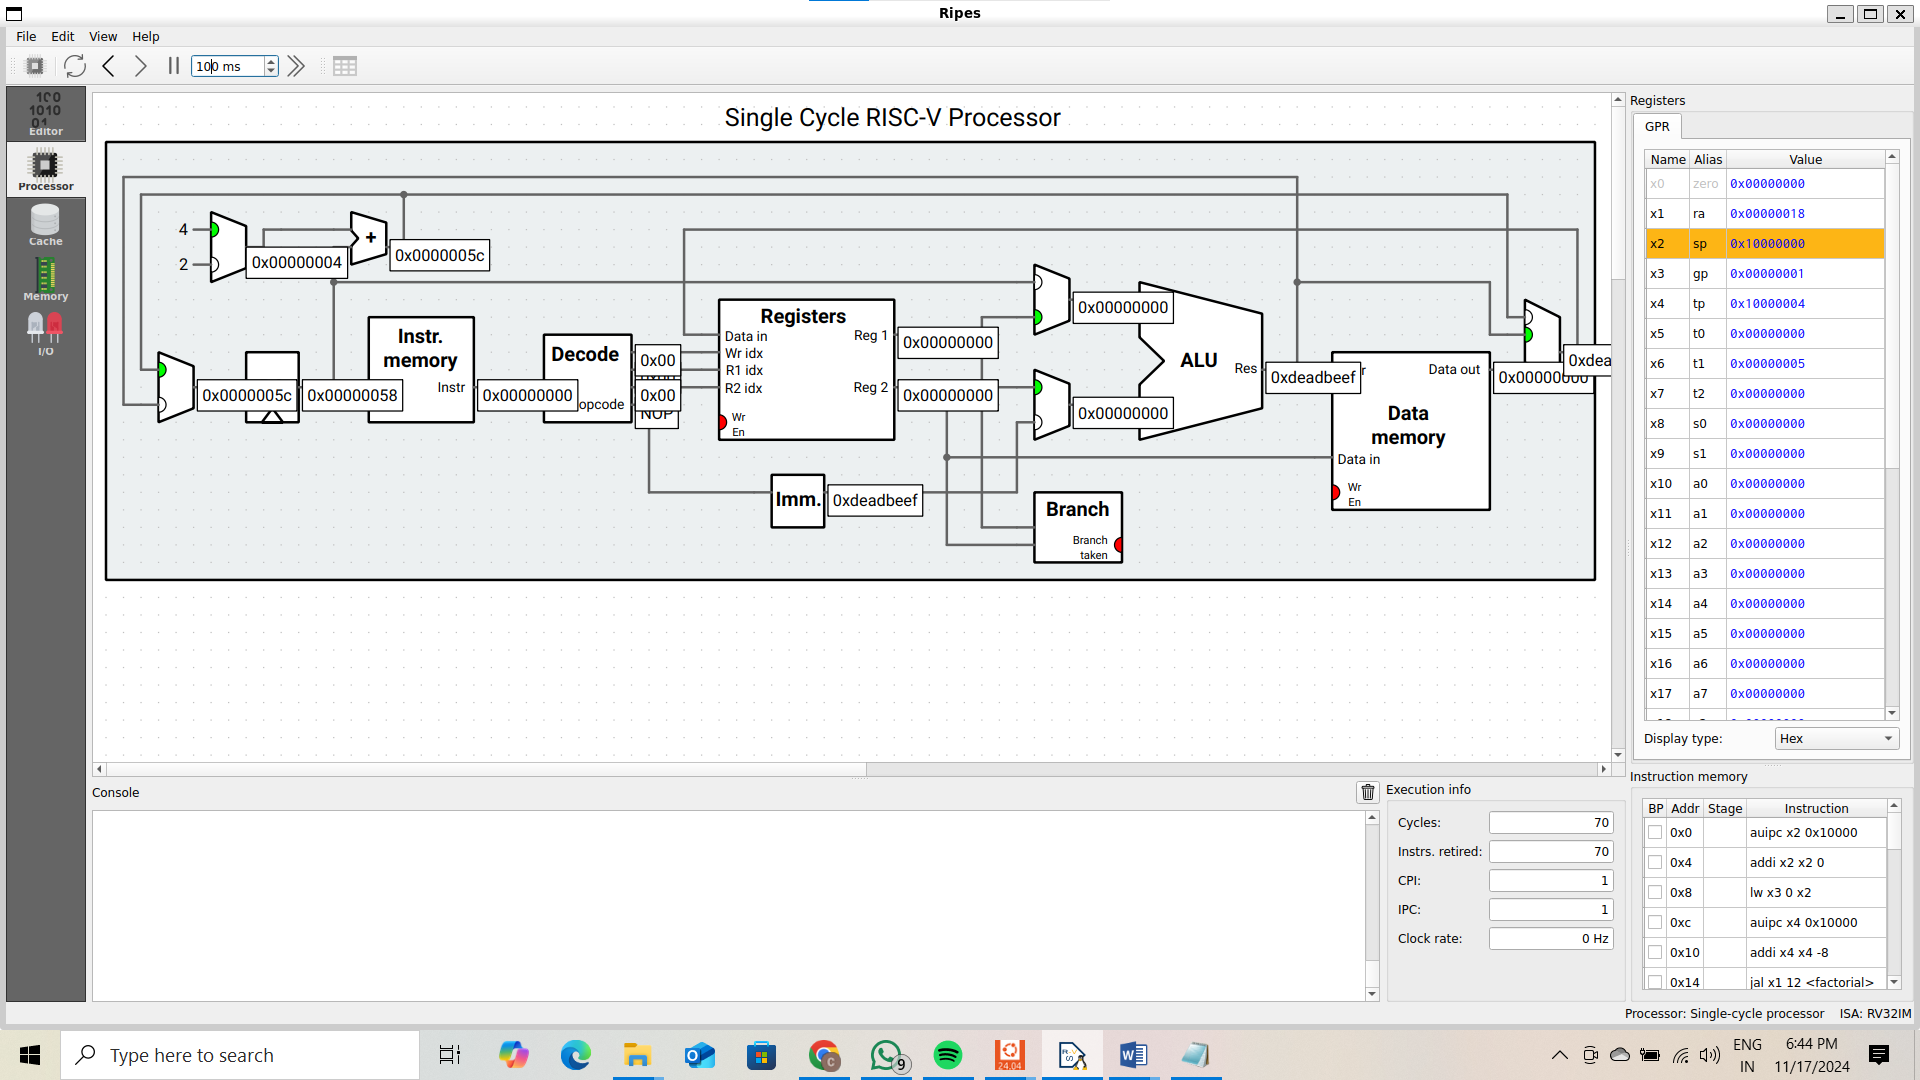 Ripes
File Edit View Help
100 ms
Editor
Processor
Cache
Memory
I/O
Single Cycle RISC-V Processor
4
2
0x00000004
+
0x0000005c
0x0000005c
0x00000058
Instr.
memory
Instr
0x00000000
Decode
opcode
0x00
0x00
NOP
Registers
Data in
Wr idx
R1 idx
R2 idx
Wr
En
Reg 1
Reg 2
0x00000000
0x00000000
Imm.
0xdeadbeef
0x00000000
0x00000000
ALU
Res
0xdeadbeef
Branch
Branch
taken
r
Data out
Data
memory
Data in
Wr
En
0x00000000
0xdea
Registers
GPR
Name Alias Value
x0 zero 0x00000000
x1 ra 0x00000018
x2 sp 0x10000000
x3 gp 0x00000001
x4 tp 0x10000004
x5 t0 0x00000000
x6 t1 0x00000005
x7 t2 0x00000000
x8 s0 0x00000000
x9 s1 0x00000000
x10 a0 0x00000000
x11 a1 0x00000000
x12 a2 0x00000000
x13 a3 0x00000000
x14 a4 0x00000000
x15 a5 0x00000000
x16 a6 0x00000000
x17 a7 0x00000000
Display type: Hex
Console
Execution info
Cycles: 70
Instrs. retired: 70
CPI: 1
IPC: 1
Clock rate: 0 Hz
Instruction memory
BP Addr Stage Instruction
0x0 auipc x2 0x10000
0x4 addi x2 x2 0
0x8 lw x3 0 x2
0xc auipc x4 0x10000
0x10 addi x4 x4 -8
0x14 jal x1 12 <factorial>
Processor: Single-cycle processor ISA: RV32IM
Type here to search
9
24.04
ENG
IN
6:44 PM
11/17/2024